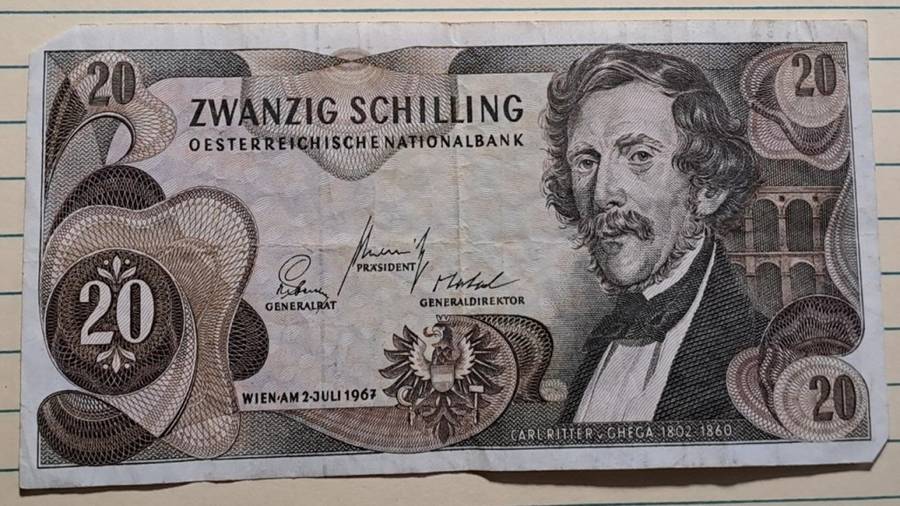 20
20
ZWANZIG SCHILLING
OESTERREICHISCHE NATIONALBANK
PRÄSIDENT
GENERALRAT
GENERALDIREKTOR
20
WIEN·AM 2·JULI 1967
20
CARL RITTER v. GHEGA 1802-1860